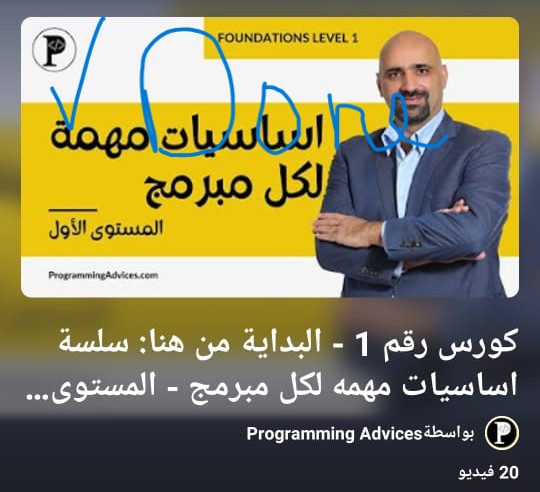 FOUNDATIONS LEVEL 1
√ Done
اساسيات مهمة
لكل مبرمج
المستوى الأول
ProgrammingAdvices.com
كورس رقم 1 - البداية من هنا: سلسة
اساسيات مهمه لكل مبرمج - المستوى...
بواسطة Programming Advices
20 فيديو